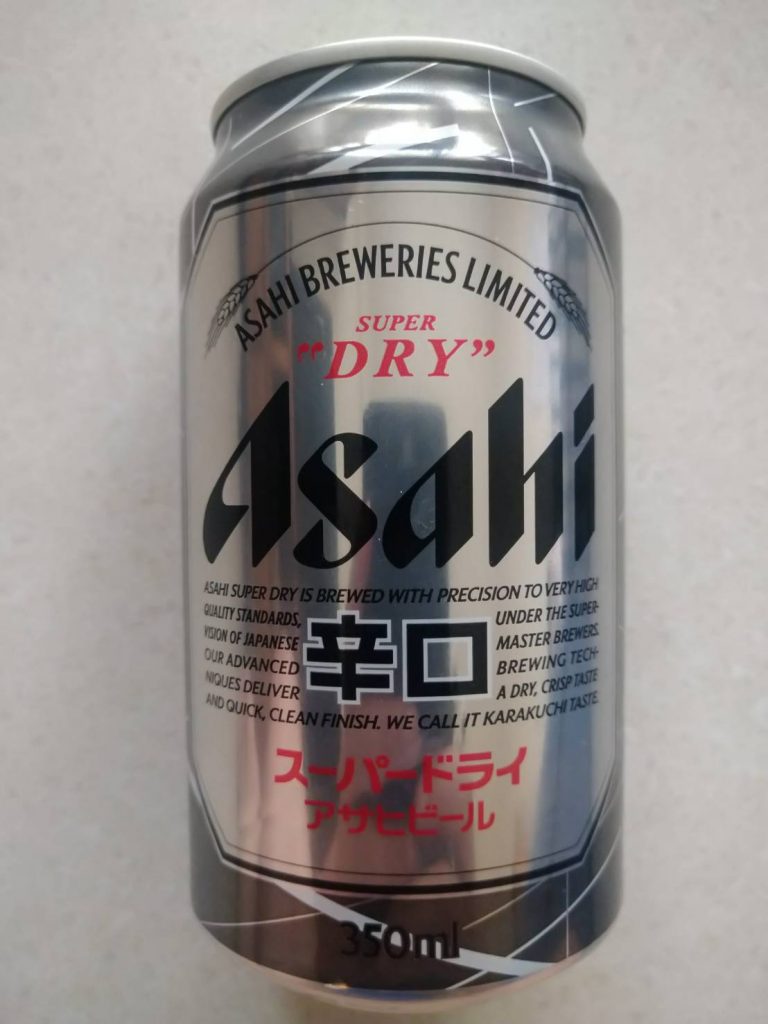 ASAHI BREWERIES LIMITED
SUPER
"DRY"
Asahi
ASAHI SUPER DRY IS BREWED WITH PRECISION TO VERY HIGH
QUALITY STANDARDS, UNDER THE SUPER-
VISION OF JAPANESE MASTER BREWERS.
OUR ADVANCED BREWING TECH-
NIQUES DELIVER A DRY, CRISP TASTE
AND QUICK, CLEAN FINISH. WE CALL IT KARAKUCHI TASTE.
辛口
スーパードライ
アサヒビール
350ml